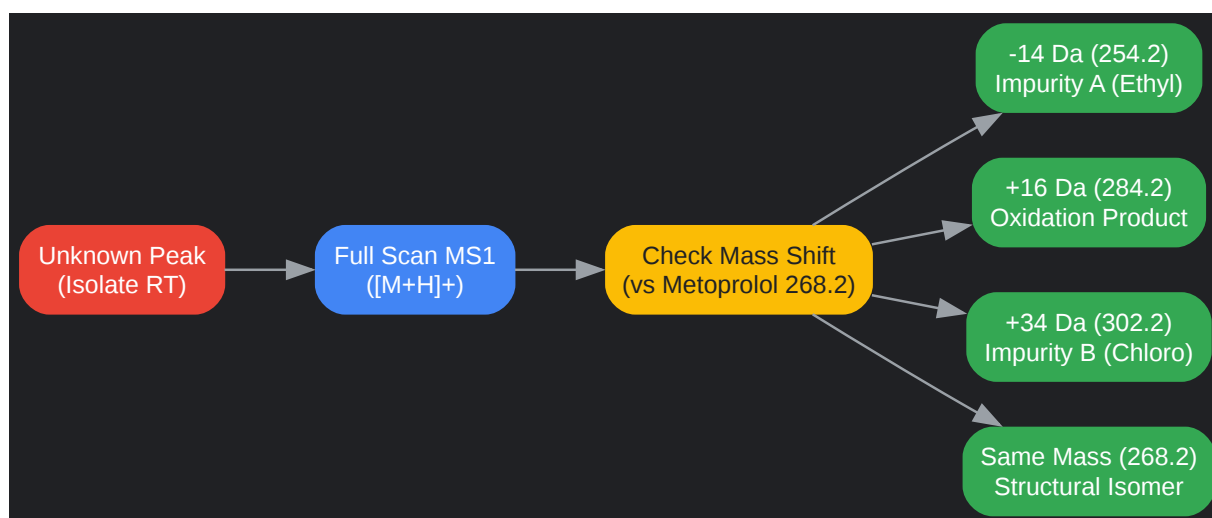 Unknown Peak
(Isolate RT)
Full Scan MS1
([M+H]+)
Check Mass Shift
(vs Metoprolol 268.2)
-14 Da (254.2)
Impurity A (Ethyl)
+16 Da (284.2)
Oxidation Product
+34 Da (302.2)
Impurity B (Chloro)
Same Mass (268.2)
Structural Isomer